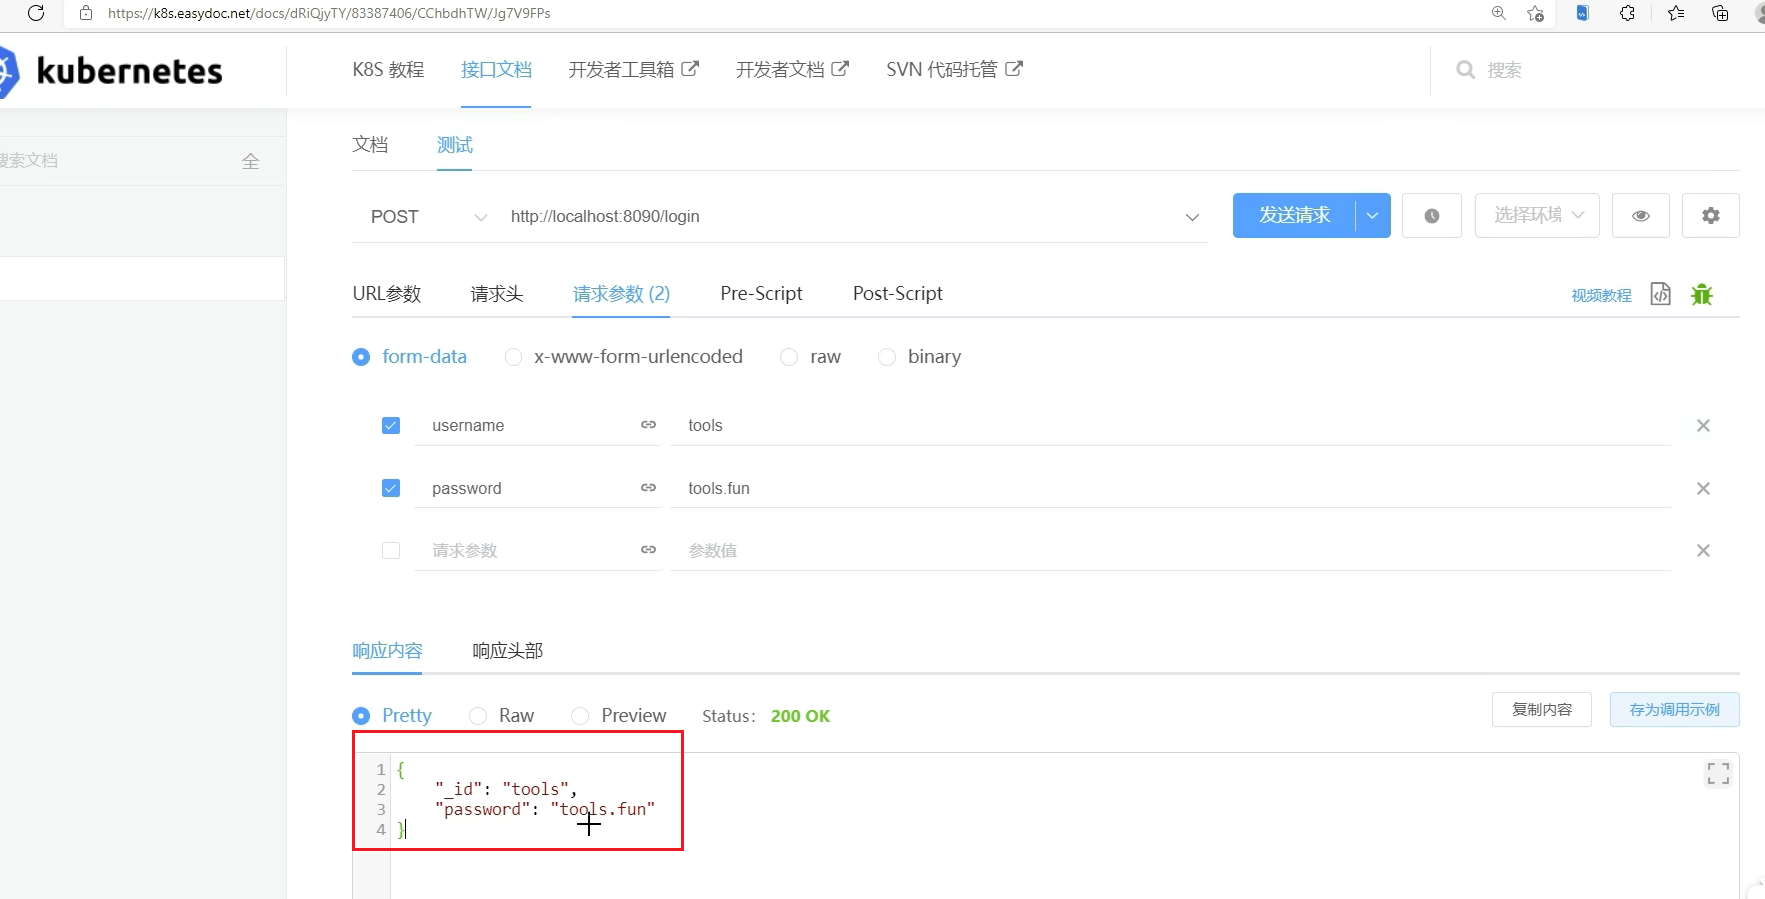 https://k8s.easydoc.net/docs/dRiQjyTY/83387406/CChbdhTW/Jg7V9FPs
kubernetes
K8S 教程 接口文档 开发者工具箱 开发者文档 SVN 代码托管 搜索
搜索文档 全
文档 测试
POST http://localhost:8090/login 发送请求 选择环境
URL参数 请求头 请求参数 (2) Pre-Script Post-Script 视频教程
form-data x-www-form-urlencoded raw binary
username tools
password tools.fun
请求参数 参数值
响应内容 响应头部
Pretty Raw Preview Status: 200 OK 复制内容 存为调用示例
1 {
2 "_id": "tools",
3 "password": "tools.fun"
4 }